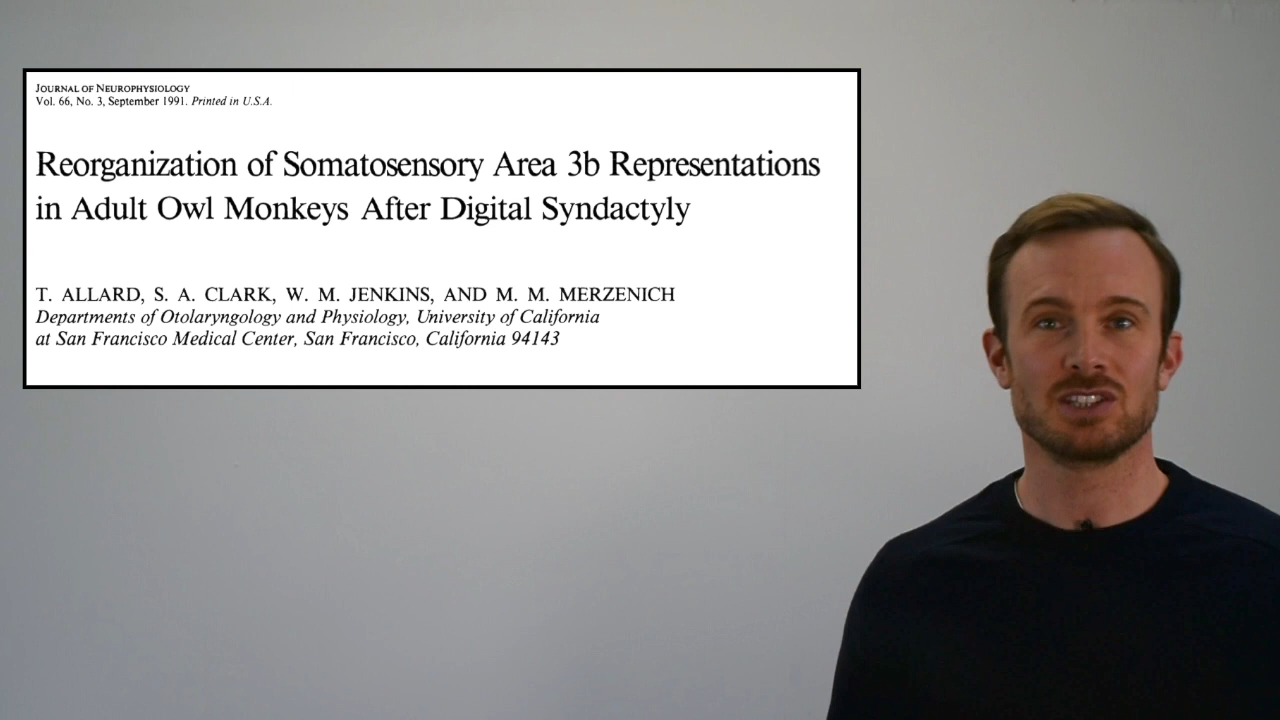 JOURNAL OF NEUROPHYSIOLOGY
Vol. 66, No. 3, September 1991. Printed in U.S.A.
Reorganization of Somatosensory Area 3b Representations
in Adult Owl Monkeys After Digital Syndactyly
T. ALLARD, S. A. CLARK, W. M. JENKINS, AND M. M. MERZENICH
Departments of Otolaryngology and Physiology, University of California
at San Francisco Medical Center, San Francisco, California 94143